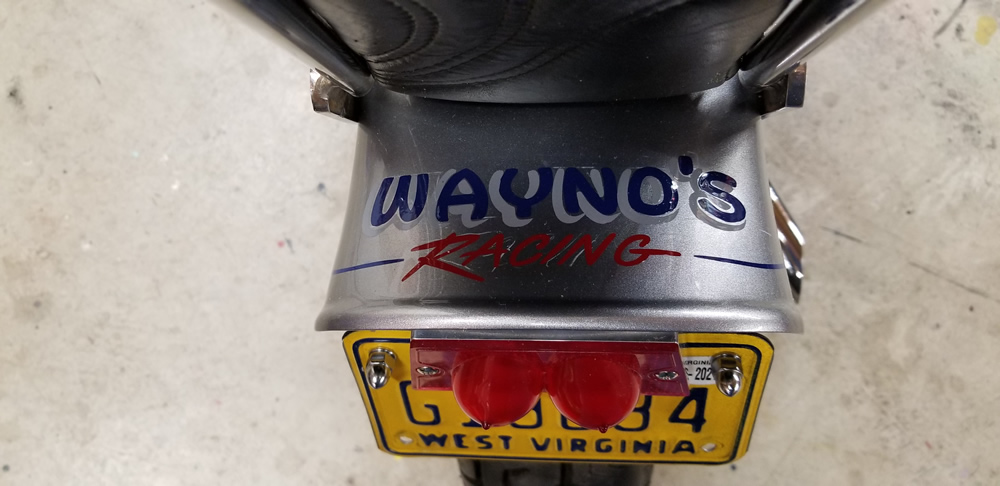 WAYNO'S
RACING
WEST VIRGINIA